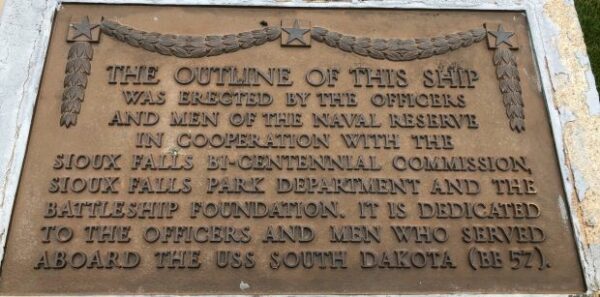 THE OUTLINE OF THIS SHIP
WAS ERECTED BY THE OFFICERS
AND MEN OF THE NAVAL RESERVE
IN COOPERATION WITH THE
SIOUX FALLS BI-CENTENNIAL COMMISSION,
SIOUX FALLS PARK DEPARTMENT AND THE
BATTLESHIP FOUNDATION. IT IS DEDICATED
TO THE OFFICERS AND MEN WHO SERVED
ABOARD THE USS SOUTH DAKOTA (BB 57).